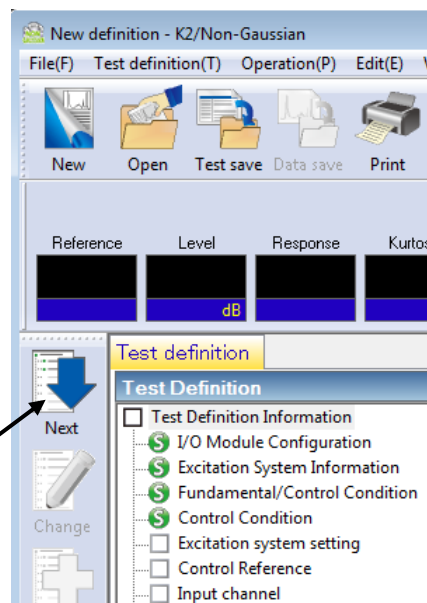 New definition - K2/Non-Gaussian
File(F) Test definition(T) Operation(P) Edit(E)
New Open Test save Data save Print
Reference Level Response Kurtos
dB
Test definition
Test Definition
Next
Test Definition Information
S I/O Module Configuration
S Excitation System Information
S Fundamental/Control Condition
S Control Condition
Change
Excitation system setting
Control Reference
Input channel